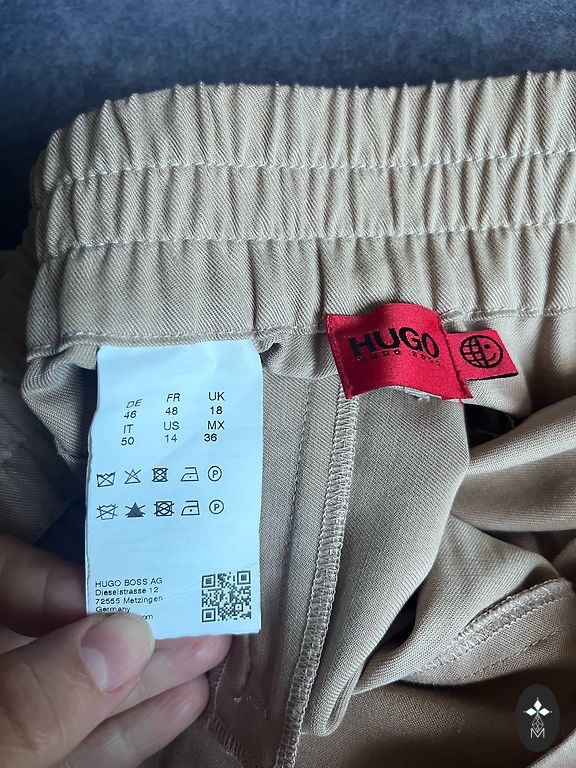 HUGO
HUGO BOSS
DE FR UK
46 48 18
IT US MX
50 14 36
P
P
HUGO BOSS AG
Dieselstrasse 12
72555 Metzingen
Germany
M